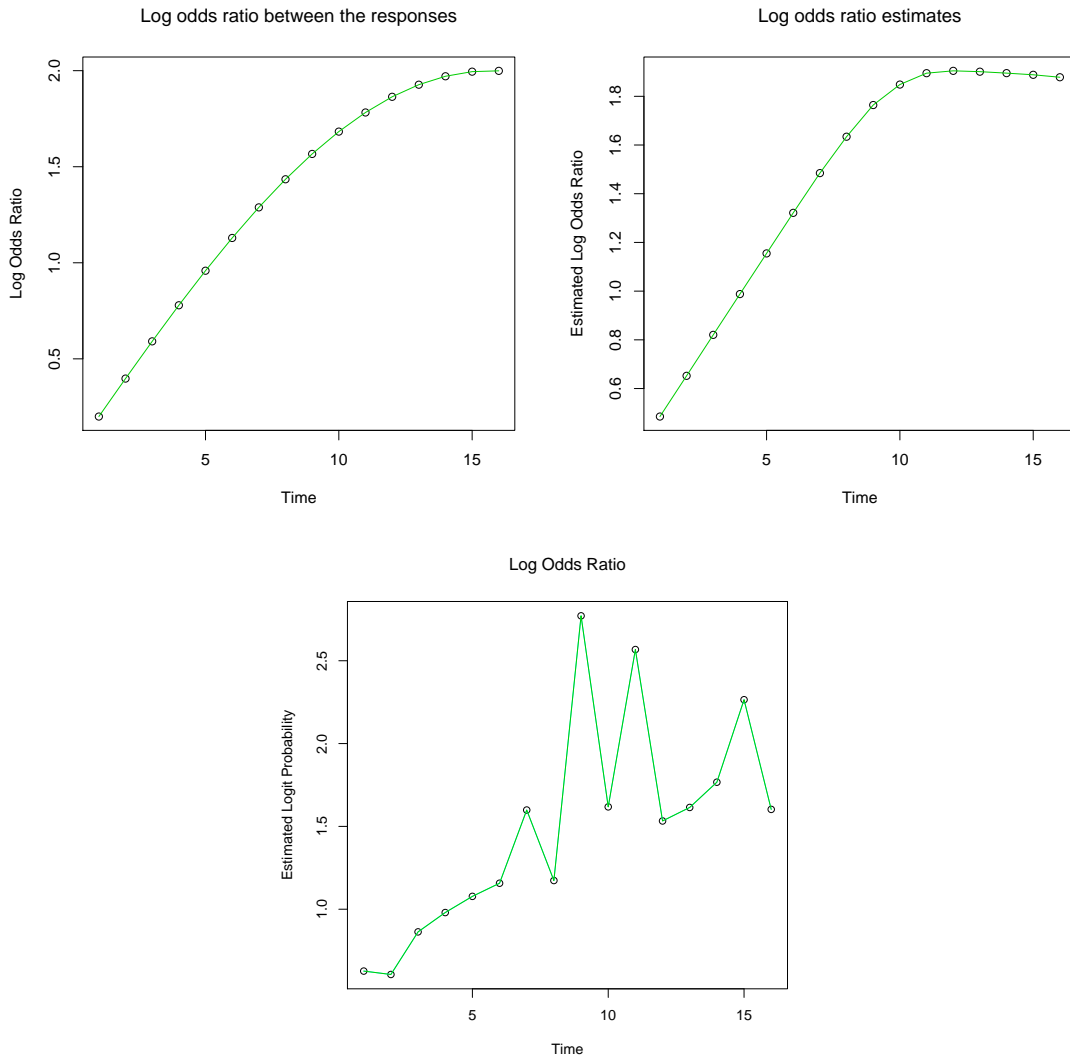 Log odds ratio between the responses
Log Odds Ratio
2.0
1.5
1.0
0.5
5 10 15
Time
Log odds ratio estimates
Estimated Log Odds Ratio
1.8
1.6
1.4
1.2
1.0
0.8
0.6
5 10 15
Time
Log Odds Ratio
Estimated Logit Probability
2.5
2.0
1.5
1.0
5 10 15
Time